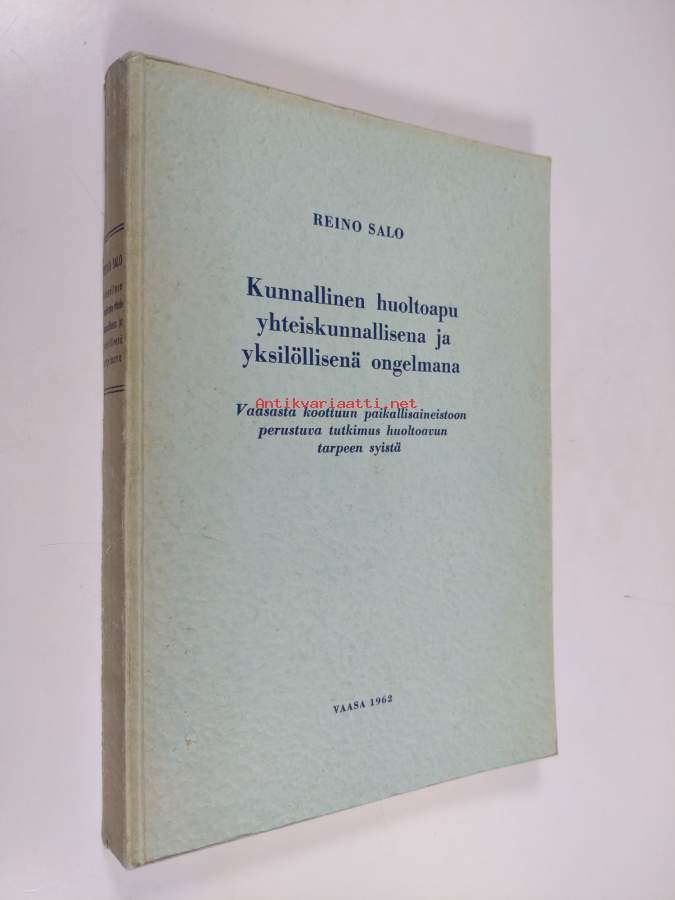 REINO SALO
Kunnallinen huoltoapu
yhteiskunnallisena ja
yksilöllisenä ongelmana
Antikvariaatti.net
Vaasasta koottuun paikallisaineistoon
perustuva tutkimus huoltoavun
tarpeen syistä
VAASA 1962
REINO SALO